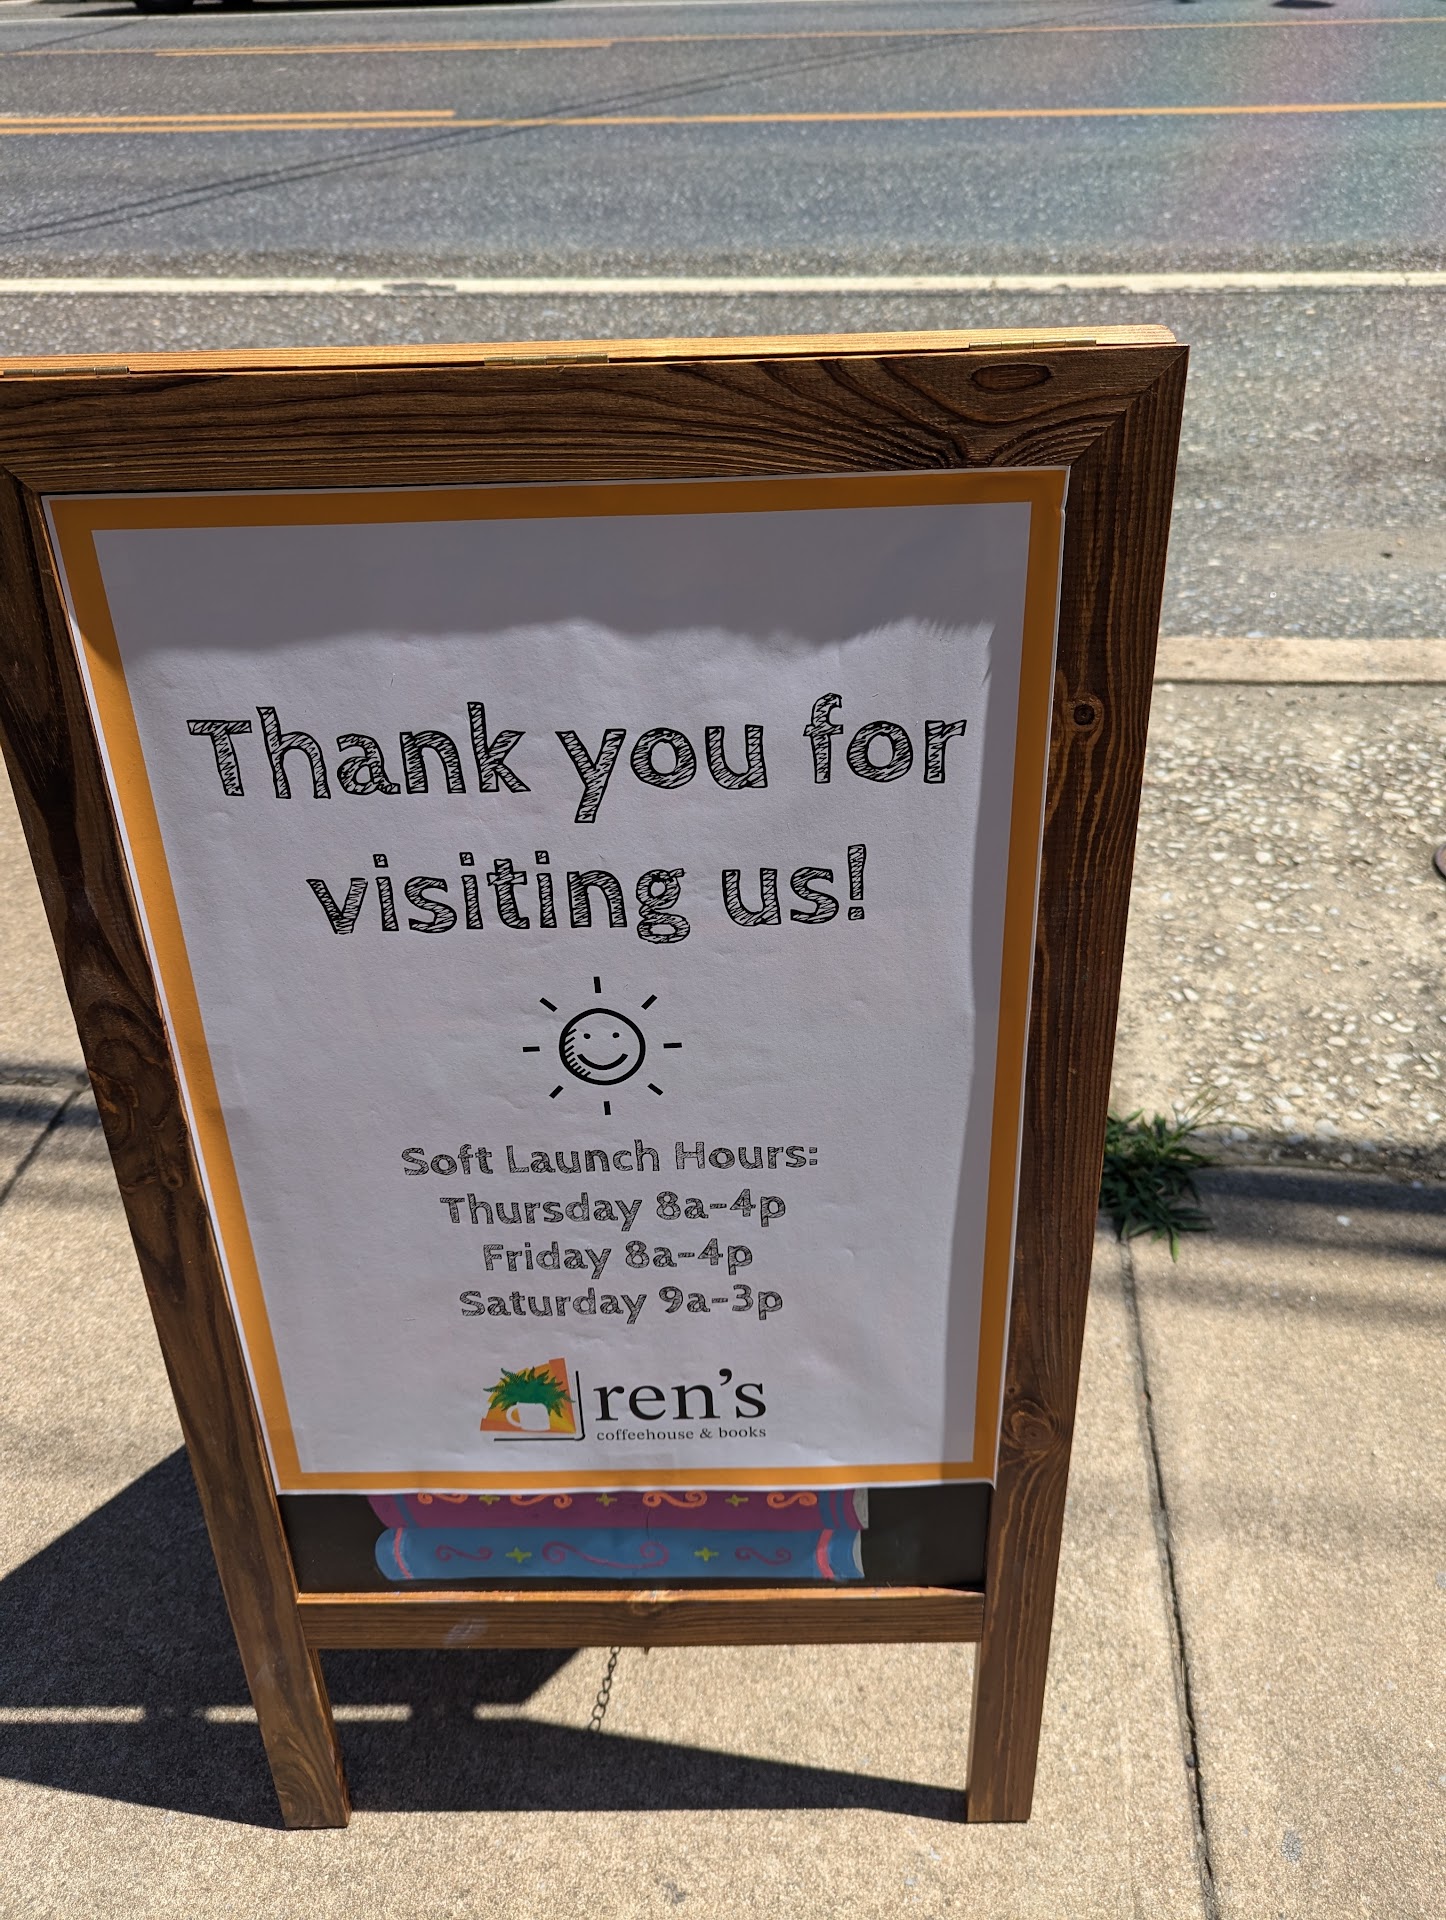 Thank you for
visiting us!
Soft Launch Hours:
Thursday 8a-4p
Friday 8a-4p
Saturday 9a-3p
ren's
coffeehouse & books